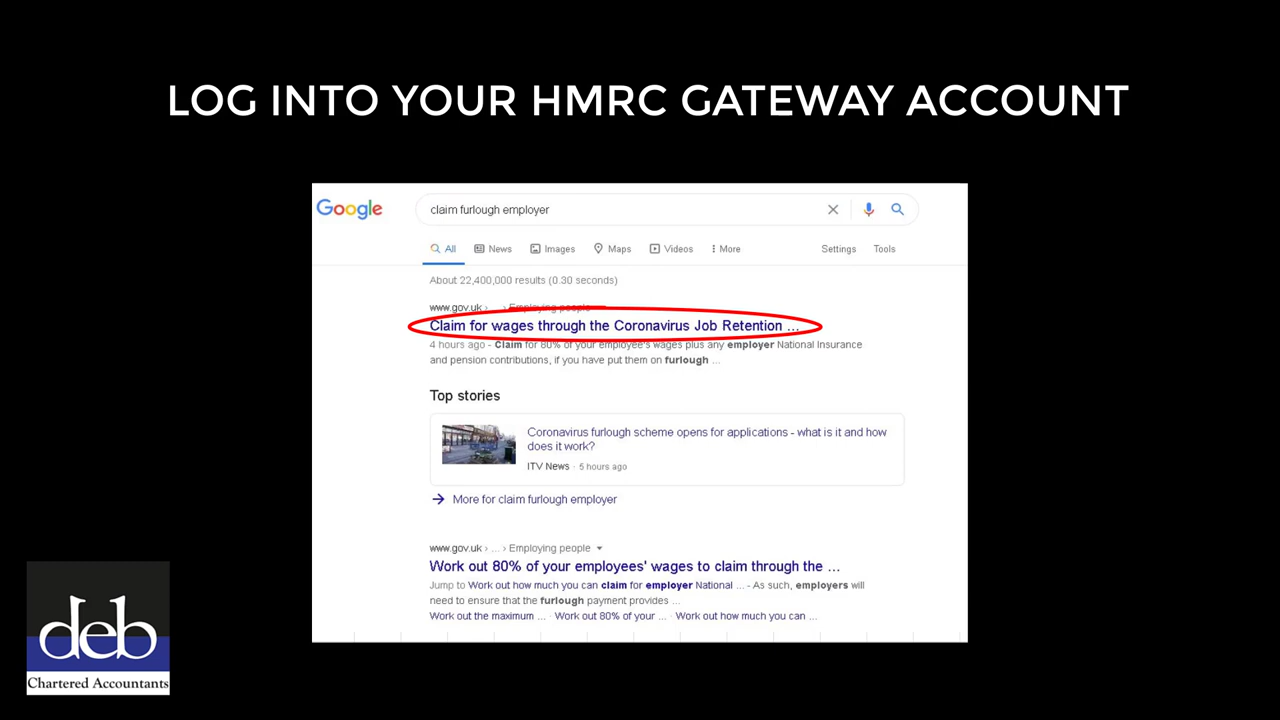 LOG INTO YOUR HMRC GATEWAY ACCOUNT
Google
claim furlough employer
All News Images Maps Videos More Settings Tools
About 22,400,000 results (0.30 seconds)
www.gov.uk › ... › Employing people
Claim for wages through the Coronavirus Job Retention ...
4 hours ago - Claim for 80% of your employee's wages plus any employer National Insurance
and pension contributions, if you have put them on furlough ...
Top stories
Coronavirus furlough scheme opens for applications - what is it and how
does it work?
ITV News · 5 hours ago
More for claim furlough employer
www.gov.uk › ... › Employing people
Work out 80% of your employees' wages to claim through the ...
Jump to Work out how much you can claim for employer National ... - As such, employers will
need to ensure that the furlough payment provides ...
Work out the maximum ... · Work out 80% of your ... · Work out how much you can ...
deb
Chartered Accountants